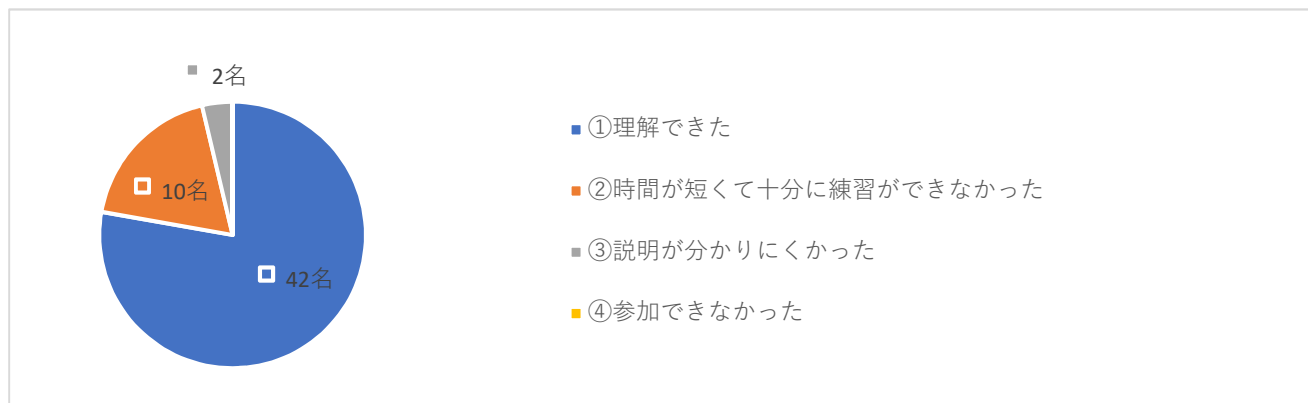 2名
10名
42名
①理解できた
②時間が短くて十分に練習ができなかった
③説明が分かりにくかった
④参加できなかった